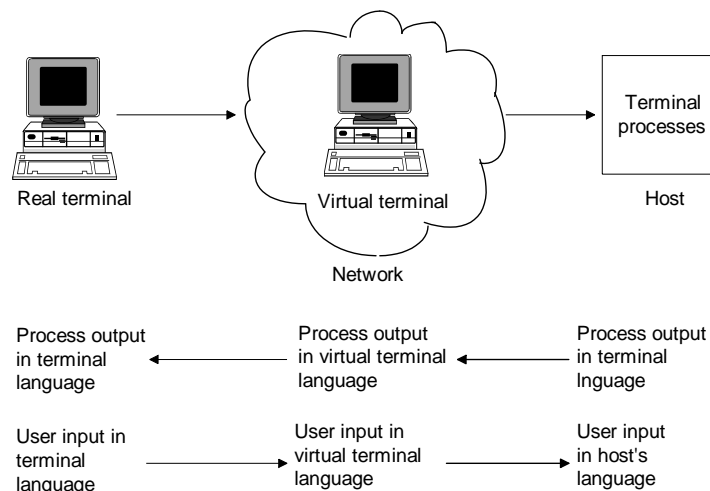 Terminal
processes
Real terminal
Virtual terminal
Host
Network
Process output
in terminal
language
Process output
in virtual terminal
language
Process output
in terminal
lnguage
User input in
terminal
language
User input in
virtual terminal
language
User input
in host's
language